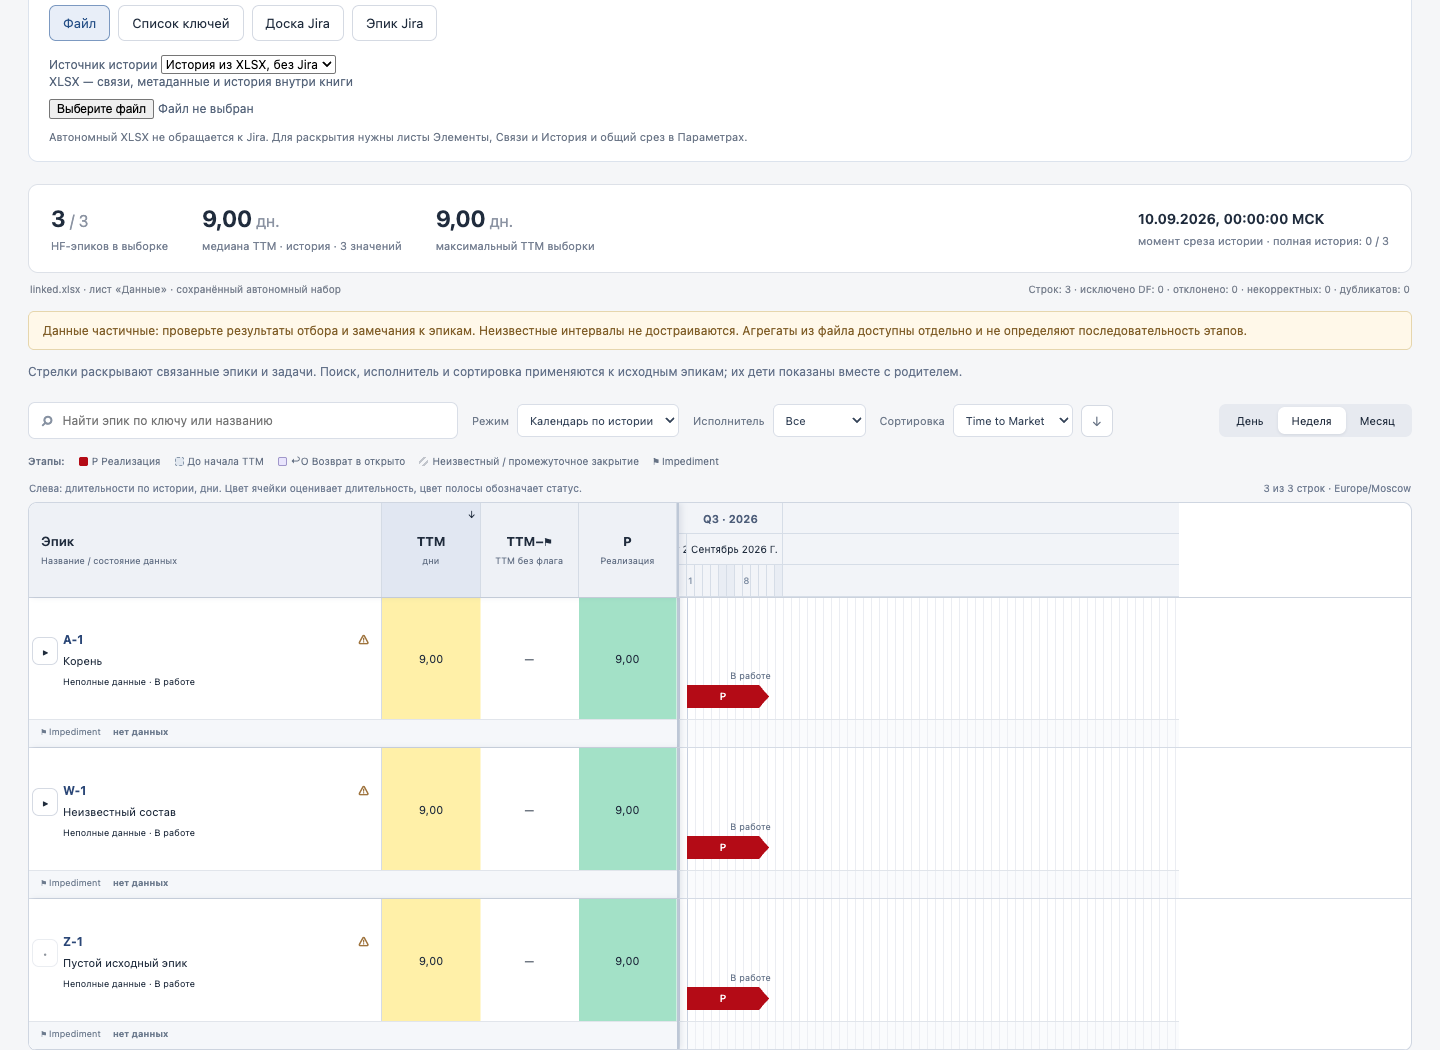 Файл
Список ключей
Доска Jira
Эпик Jira
Источник истории История из XLSX, без Jira
XLSX — связи, метаданные и история внутри книги
Выберите файл Файл не выбран
Автономный XLSX не обращается к Jira. Для раскрытия нужны листы Элементы, Связи и История и общий срез в Параметрах.
3 / 3
HF-эпиков в выборке
9,00 дн.
медиана ТТМ · история · 3 значений
9,00 дн.
максимальный ТТМ выборки
10.09.2026, 00:00:00 МСК
момент среза истории · полная история: 0 / 3
linked.xlsx · лист «Данные» · сохранённый автономный набор
Строк: 3 · исключено DF: 0 · отклонено: 0 · некорректных: 0 · дубликатов: 0
Данные частичные: проверьте результаты отбора и замечания к эпикам. Неизвестные интервалы не достраиваются. Агрегаты из файла доступны отдельно и не определяют последовательность этапов.
Стрелки раскрывают связанные эпики и задачи. Поиск, исполнитель и сортировка применяются к исходным эпикам; их дети показаны вместе с родителем.
Найти эпик по ключу или названию
Режим Календарь по истории
Исполнитель Все
Сортировка Time to Market ↓
День Неделя Месяц
Этапы: Р Реализация До начала ТТМ ↩О Возврат в открыто Неизвестный / промежуточное закрытие ⚑ Impediment
Слева: длительности по истории, дни. Цвет ячейки оценивает длительность, цвет полосы обозначает статус.
3 из 3 строк · Europe/Moscow
Эпик
Название / состояние данных
↓
ТТМ
дни
ТТМ–⚑
ТТМ без флага
Р
Реализация
Q3 · 2026
Сентябрь 2026 Г.
1 8
А-1
Корень
Неполные данные · В работе
9,00 — 9,00
В работе
Р
⚑ Impediment нет данных
W-1
Неизвестный состав
Неполные данные · В работе
9,00 — 9,00
В работе
Р
⚑ Impediment нет данных
Z-1
Пустой исходный эпик
Неполные данные · В работе
9,00 — 9,00
В работе
Р
⚑ Impediment нет данных